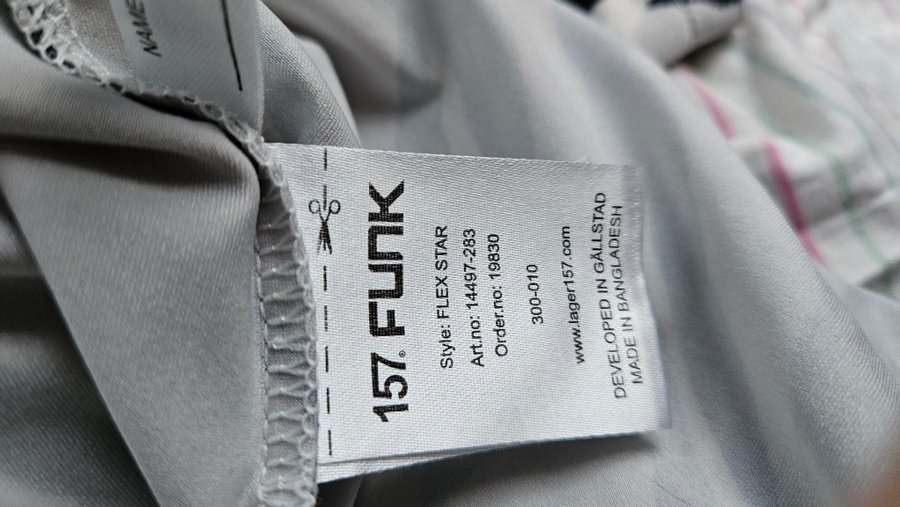 NAME
157. FUNK
Style: FLEX STAR
Art.no: 14497-283
Order.no: 19830
300-010
www.lager157.com
DEVELOPED IN GÄLLSTAD
MADE IN BANGLADESH